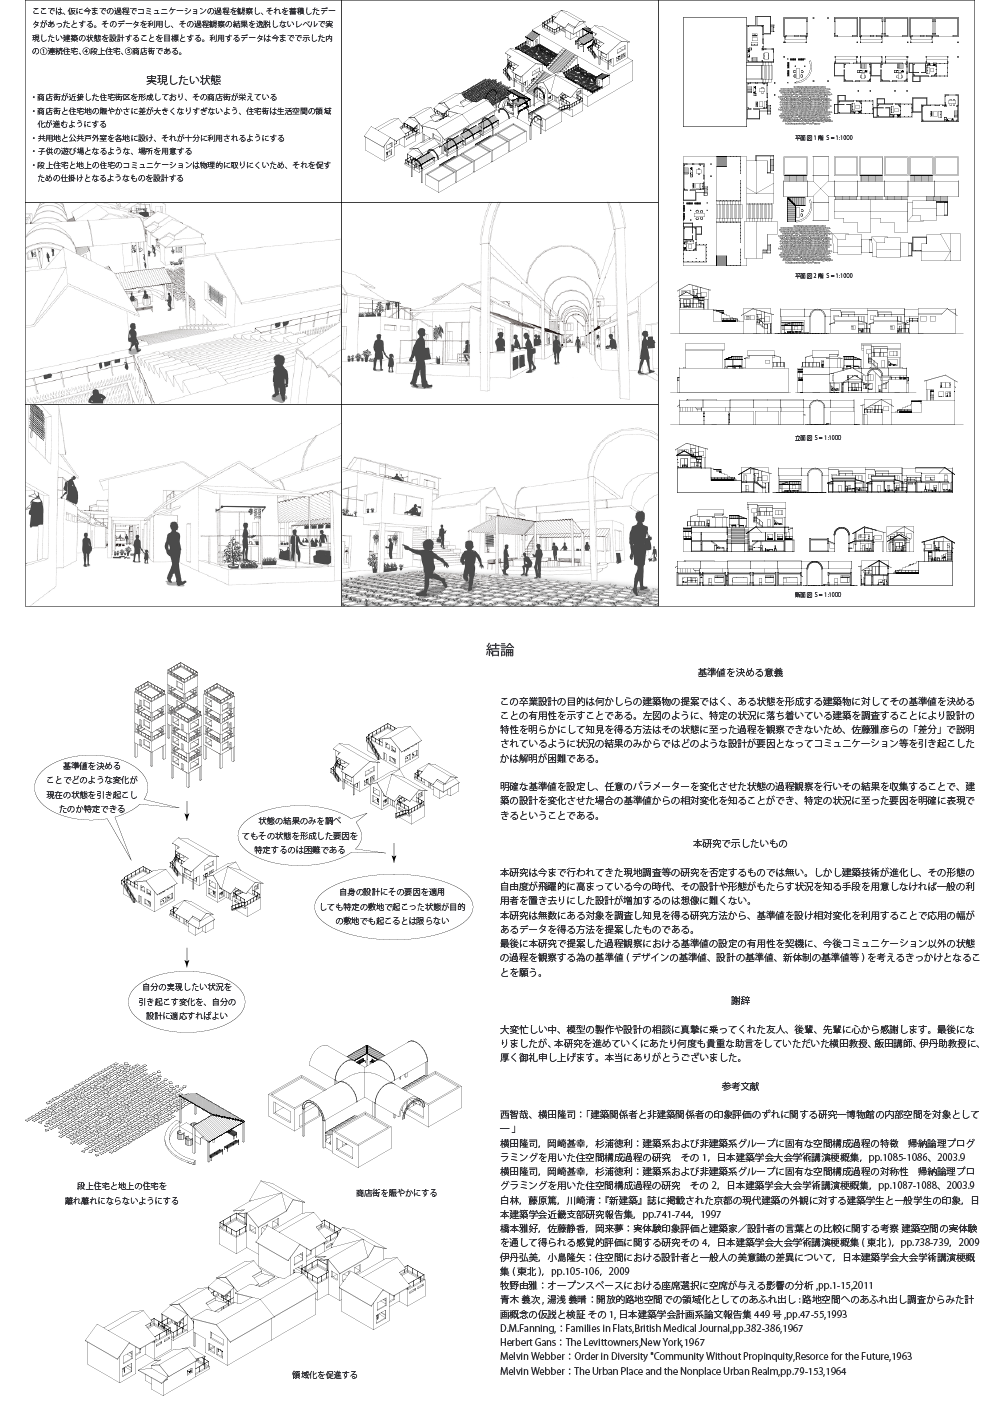 ここでは、仮に今までの過程でコミュニケーションの過程を観察し、それを蓄積したデー
タがあったとする。そのデータを利用し、その過程観察の結果を逸脱しないレベルで実
現したい建築の状態を設計することを目標とする。利用するデータは今までで示した内
の①連続住宅、④段上住宅、⑤商店街である。
実現したい状態
・商店街が近接した住宅街区を形成しており、その商店街が栄えている
・商店街と住宅地の賑やかさに差が大きくなりすぎないよう、住宅街は生活空間の領域
化が進むようにする
・共用地と公共戸外室を各地に設け、それが十分に利用されるようにする
・子供の遊び場となるような、場所を用意する
・段上住宅と地上の住宅のコミュニケーションは物理的に取りにくいため、それを促す
ための仕掛けとなるようなものを設計する
平面図1階 S=1:1000
平面図2階 S=1:1000
立面図 S=1:1000
断面図 S=1:1000
基準値を決める
ことでどのような変化が
現在の状態を引き起こし
たのか特定できる
状態の結果のみを調べ
てもその状態を形成した要因を
特定するのは困難である
自身の設計にその要因を適用
しても特定の敷地で起こった状態が目的
の敷地でも起こるとは限らない
自分の実現したい状況を
引き起こす変化を、自分の
設計に適応すればよい
段上住宅と地上の住宅を
離れ離れにならないようにする
商店街を賑やかにする
領域化を促進する
結論
基準値を決める意義
この卒業設計の目的は何かしらの建築物の提案ではく、ある状態を形成する建築物に対してその基準値を決める
ことの有用性を示すことである。左図のように、特定の状況に落ち着いている建築を調査することにより設計の
特性を明らかにして知見を得る方法はその状態に至った過程を観察できないため、佐藤雅彦らの「差分」で説明
されているように状況の結果のみからではどのような設計が要因となってコミュニケーション等を引き起こした
かは解明が困難である。
明確な基準値を設定し、任意のパラメーターを変化させた状態の過程観察を行いその結果を収集することで、建
築の設計を変化させた場合の基準値からの相対変化を知ることができ、特定の状況に至った要因を明確に表現で
きるということである。
本研究で示したいもの
本研究は今まで行われてきた現地調査等の研究を否定するものでは無い。しかし建築技術が進化し、その形態の
自由度が飛躍的に高まっている今の時代、その設計や形態がもたらす状況を知る手段を用意しなければ一般の利
用者を置き去りにした設計が増加するのは想像に難くない。
本研究は無数にある対象を調査し知見を得る研究方法から、基準値を設け相対変化を利用することで応用の幅が
あるデータを得る方法を提案したものである。
最後に本研究で提案した過程観察における基準値の設定の有用性を契機に、今後コミュニケーション以外の状態
の過程を観察する為の基準値 ( デザインの基準値、設計の基準値、新体制の基準値等 ) を考えるきっかけとなるこ
とを願う。
謝辞
大変忙しい中、模型の製作や設計の相談に真摯に乗ってくれた友人、後輩、先輩に心から感謝します。最後にな
りましたが、本研究を進めていくにあたり何度も貴重な助言をしていただいた横田教授、飯田講師、伊丹助教授に、
厚く御礼申し上げます。本当にありがとうございました。
参考文献
西智哉、横田隆司：「建築関係者と非建築関係者の印象評価のずれに関する研究―博物館の内部空間を対象として
―」
横田隆司，岡崎甚幸，杉浦徳利：建築系および非建築系グループに固有な空間構成過程の特徴　帰納論理プログ
ラミングを用いた住空間構成過程の研究　その 1，日本建築学会大会学術講演梗概集，pp.1085-1086、2003.9
横田隆司，岡崎甚幸，杉浦徳利：建築系および非建築系グループに固有な空間構成過程の対称性　帰納論理プロ
グラミングを用いた住空間構成過程の研究　その 2，日本建築学会大会学術講演梗概集，pp.1087-1088、2003.9
白林，藤原篤，川崎清：『新建築』誌に掲載された京都の現代建築の外観に対する建築学生と一般学生の印象，日
本建築学会近畿支部研究報告集，pp.741-744，1997
橋本雅好，佐藤静香，岡来夢：実体験印象評価と建築家／設計者の言葉との比較に関する考察 建築空間の実体験
を通して得られる感覚的評価に関する研究その 4，日本建築学会大会学術講演梗概集 ( 東北 )，pp.738-739，2009
伊丹弘美，小島隆矢：住空間における設計者と一般人の美意識の差異について，日本建築学会大会学術講演梗概
集 ( 東北 )，pp.105-106，2009
牧野由雅：オープンスペースにおける座席選択に空席が与える影響の分析 ,pp.1-15,2011
青木 義次 , 湯浅 義晴：開放的路地空間での領域化としてのあふれ出し : 路地空間へのあふれ出し調査からみた計
画概念の仮説と検証 その 1, 日本建築学会計画系論文報告集 449 号 ,pp.47-55,1993
D.M.Fanning,：Families in Flats,British Medical Journal,pp.382-386,1967
Herbert Gans：The Levittowners,New York,1967
Melvin Webber：Order in Diversity "Community Without Propinquity,Resorce for the Future,1963
Melvin Webber：The Urban Place and the Nonplace Urban Realm,pp.79-153,1964